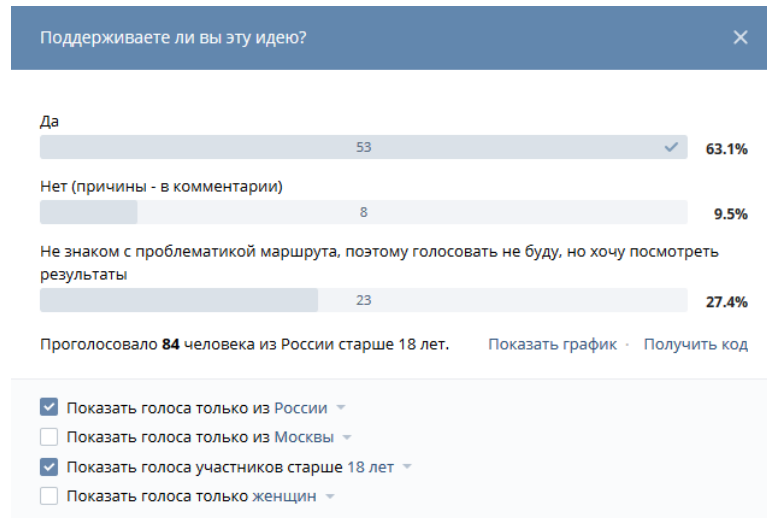 Поддерживаете ли вы эту идею?
Да
53
63.1%
Нет (причины - в комментарии)
8
9.5%
Не знаком с проблематикой маршрута, поэтому голосовать не буду, но хочу посмотреть
результаты
23
27.4%
Проголосовало 84 человека из России старше 18 лет. Показать график · Получить код
Показать голоса только из России
Показать голоса только из Москвы
Показать голоса участников старше 18 лет
Показать голоса только женщин